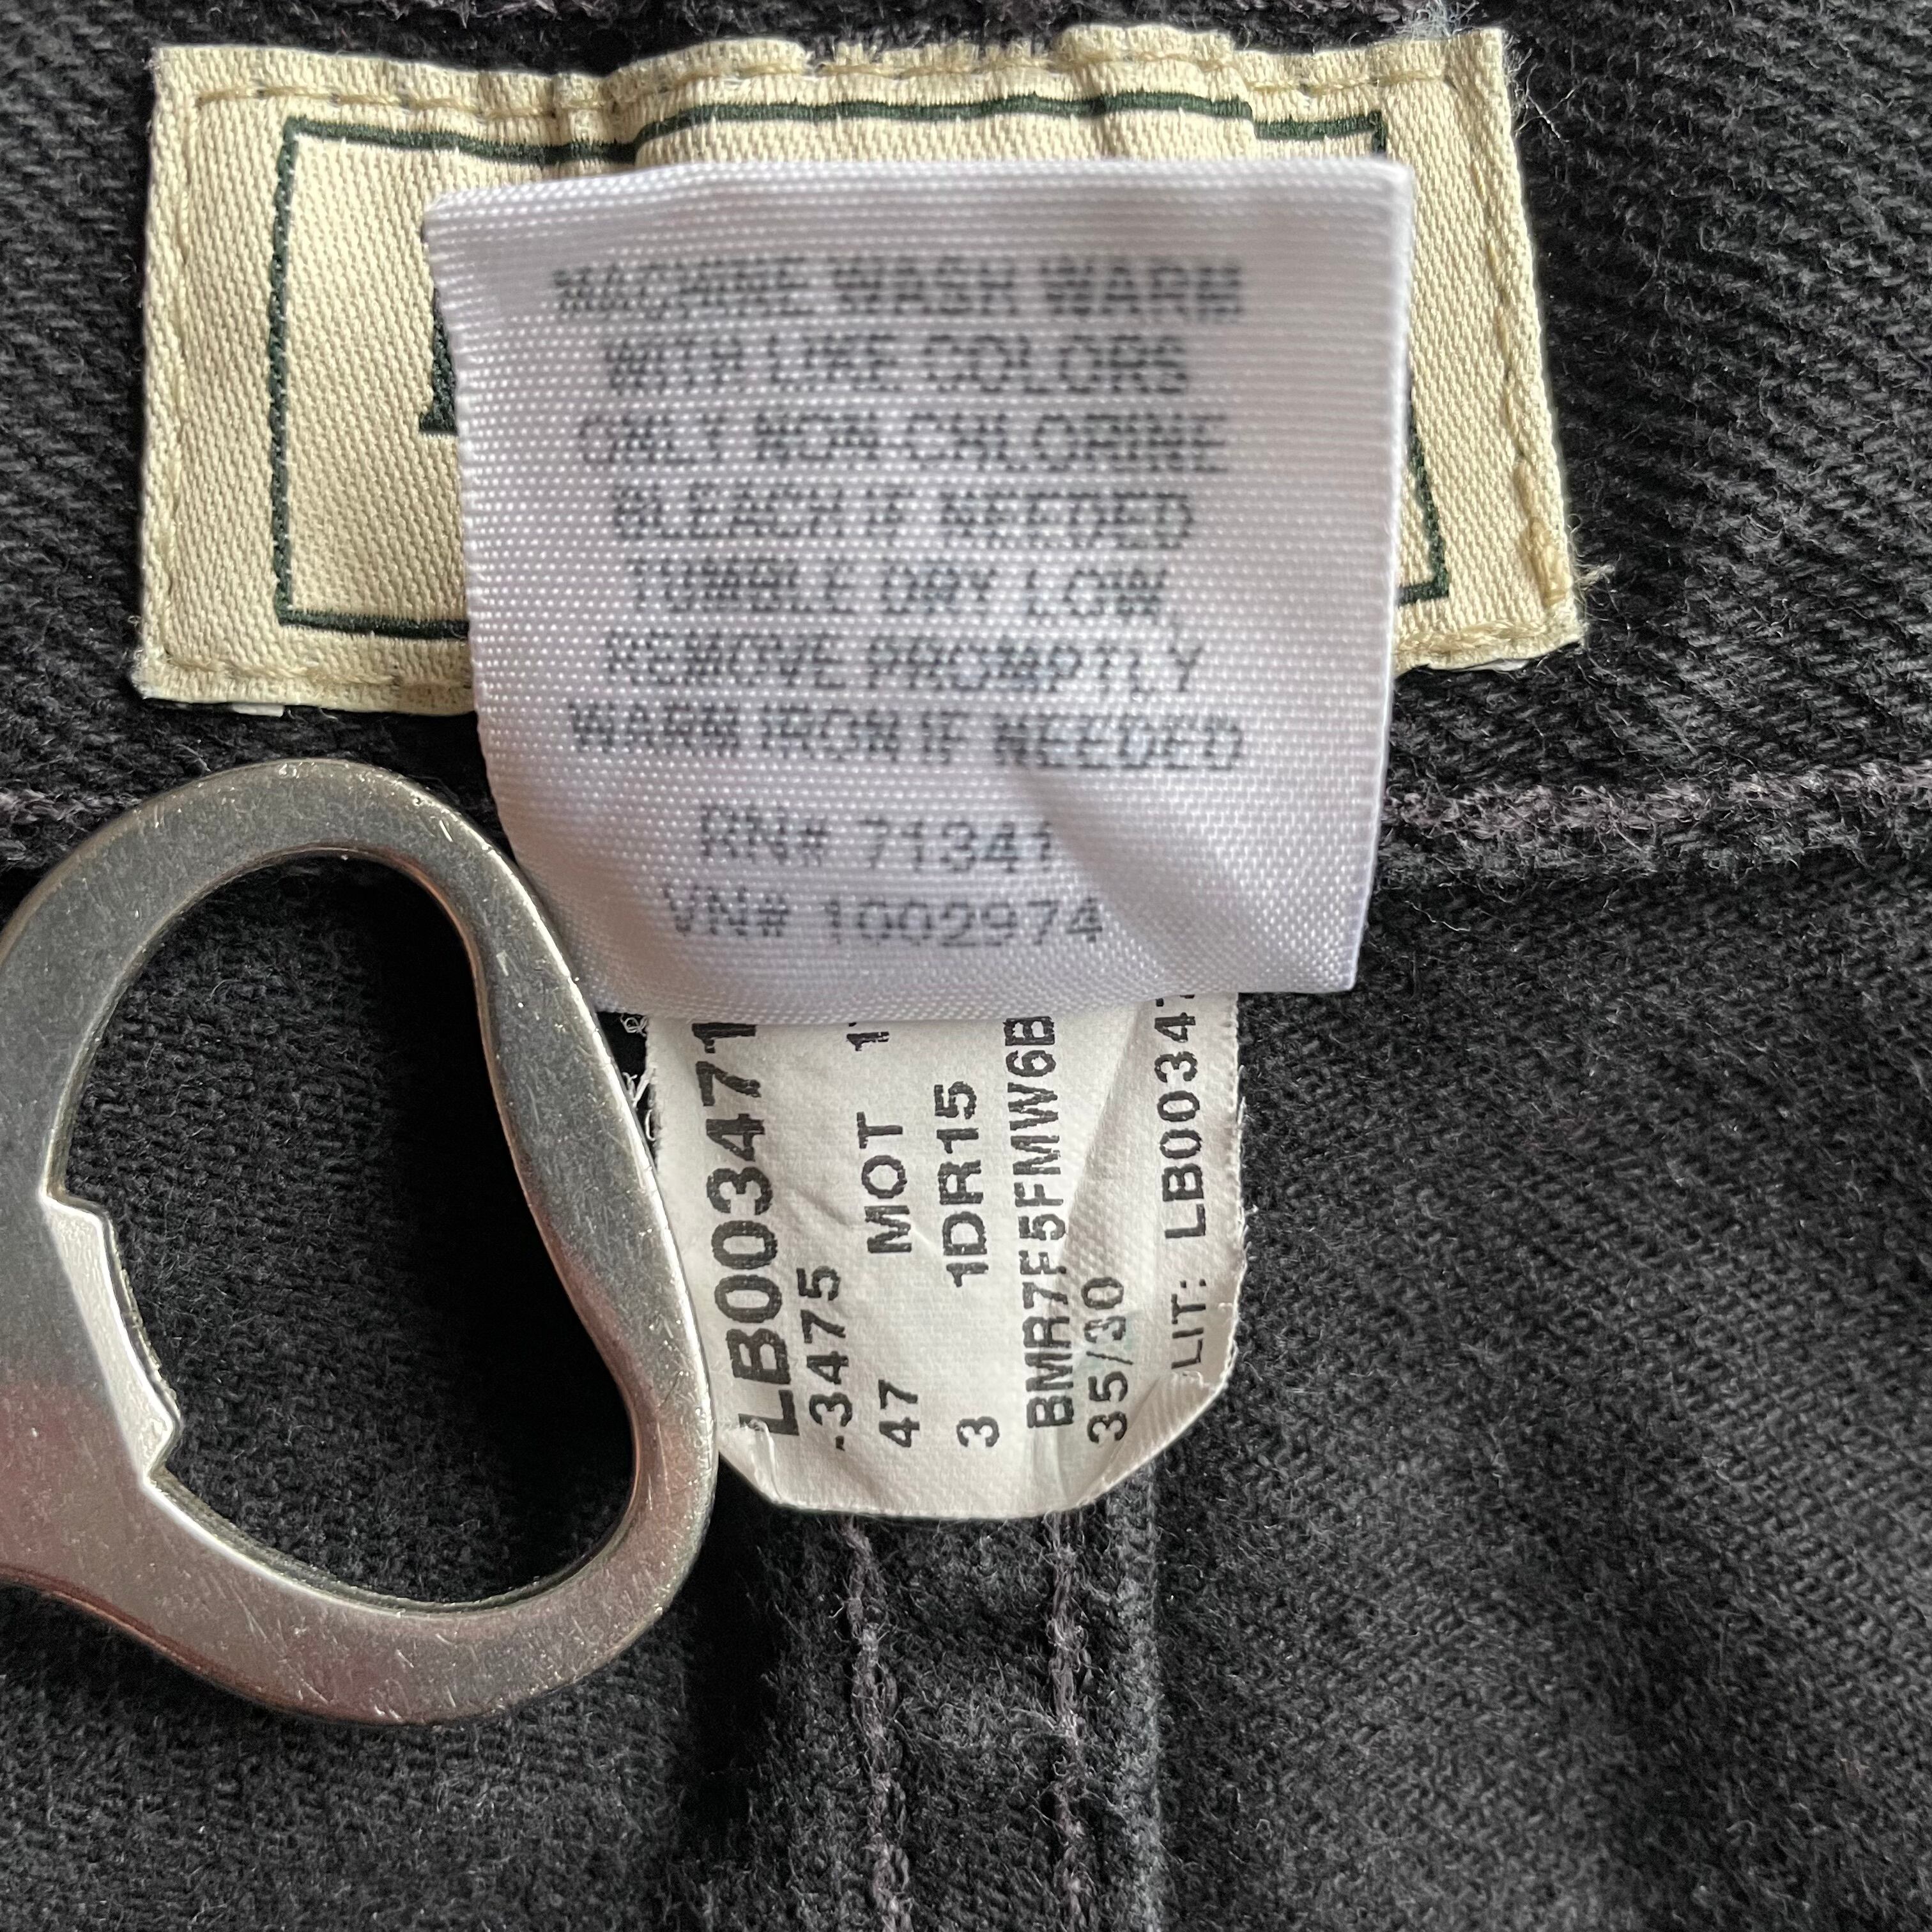 MACHINE WASH WARM
WITH LIKE COLORS
ONLY NON-CHLORINE
BLEACH IF NEEDED
TUMBLE DRY LOW
REMOVE PROMPTLY
WARM IRON IF NEEDED
RN# 71341
VN# 1002974
LB003471
-3475
47 MOT
3 1DR15
BMR7F5FMW6B
35/30
LIT: LB00347